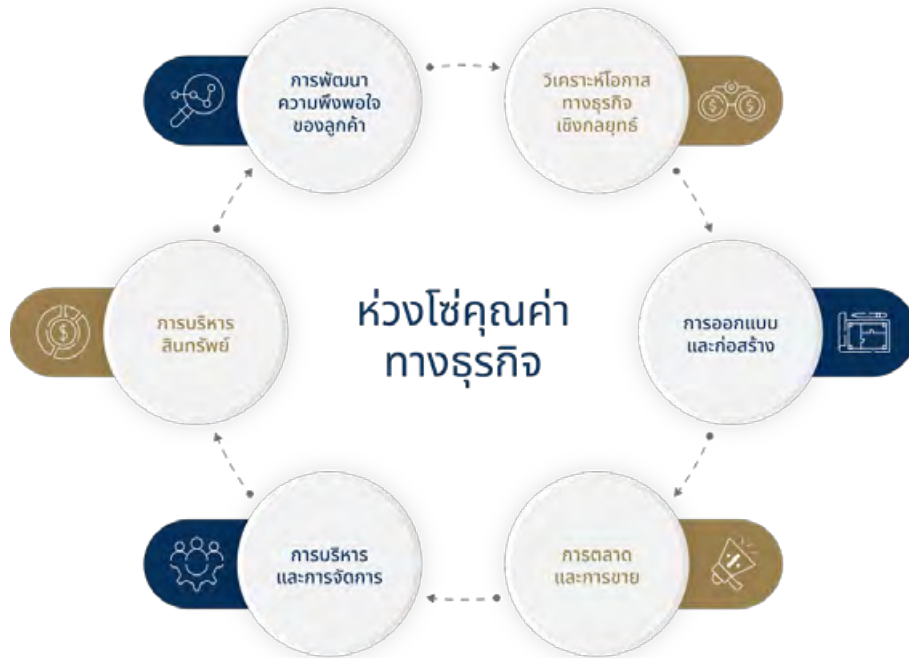 การพัฒนา
ความพึงพอใจ
ของลูกค้า
วิเคราะห์โอกาส
ทางธุรกิจ
เชิงกลยุทธ์
การบริหาร
สินทรัพย์
ห่วงโซ่คุณค่า
ทางธุรกิจ
การออกแบบ
และก่อสร้าง
การบริหาร
และการจัดการ
การตลาด
และการขาย